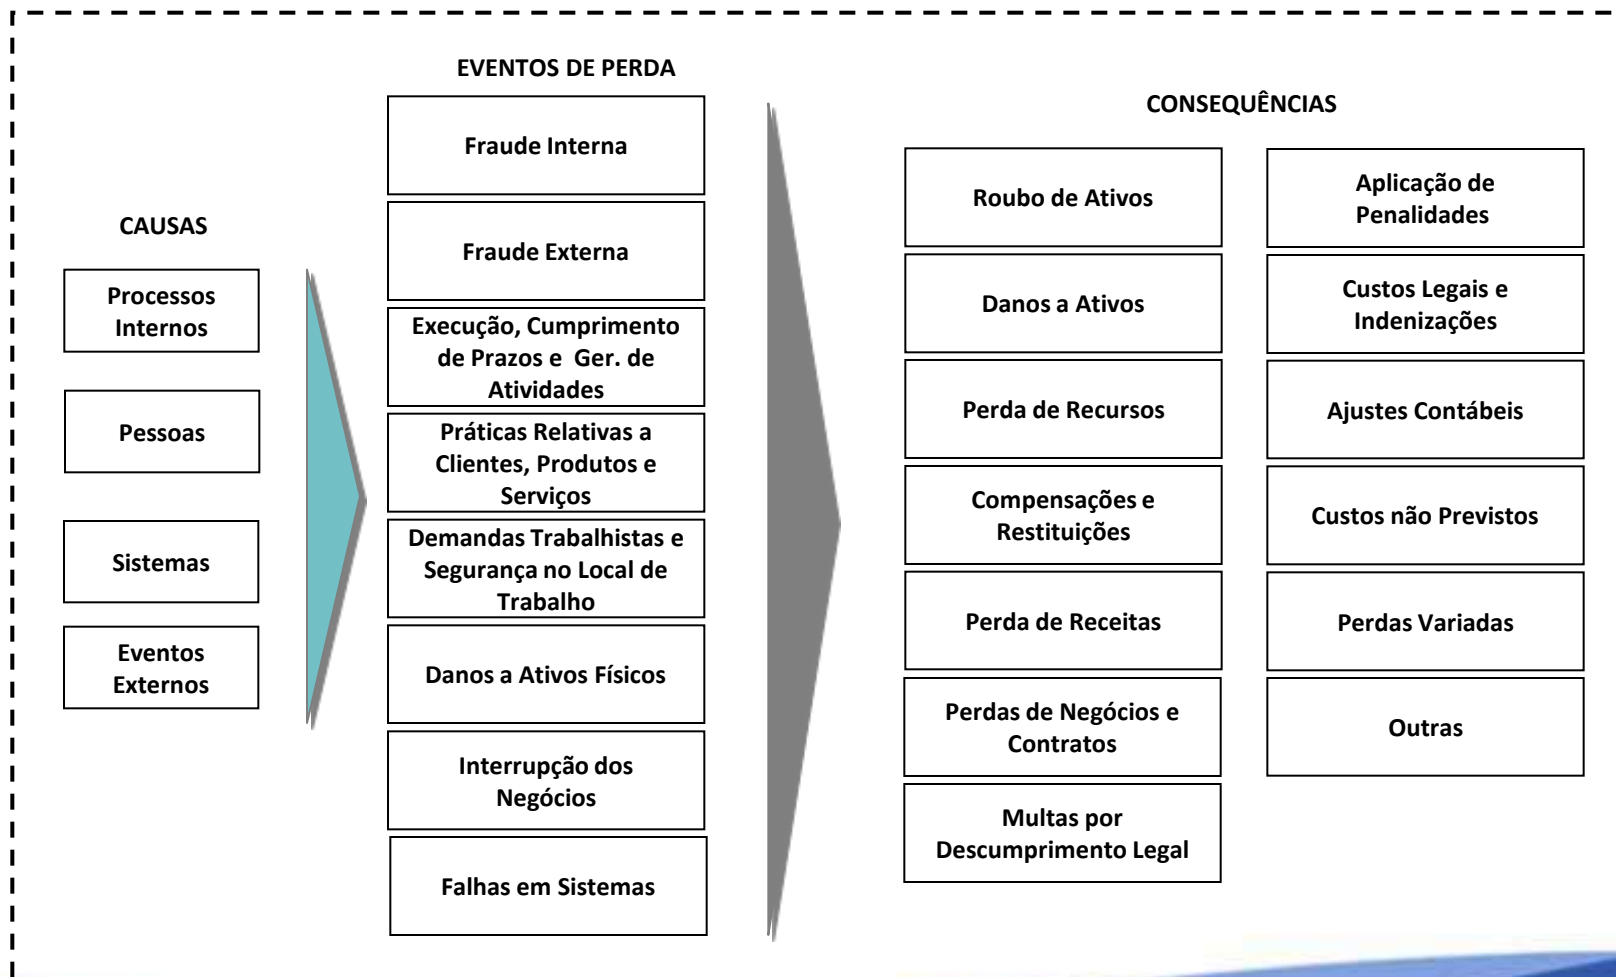 CAUSAS
Processos
Internos
Pessoas
Sistemas
Eventos
Externos
EVENTOS DE PERDA
Fraude Interna
Fraude Externa
Execução, Cumprimento
de Prazos e Ger. de
Atividades
Práticas Relativas a
Clientes, Produtos e
Serviços
Demandas Trabalhistas e
Segurança no Local de
Trabalho
Danos a Ativos Físicos
Interrupção dos
Negócios
Falhas em Sistemas
CONSEQUÊNCIAS
Roubo de Ativos
Danos a Ativos
Perda de Recursos
Compensações e
Restituições
Perda de Receitas
Perdas de Negócios e
Contratos
Multas por
Descumprimento Legal
Aplicação de
Penalidades
Custos Legais e
Indenizações
Ajustes Contábeis
Custos não Previstos
Perdas Variadas
Outras